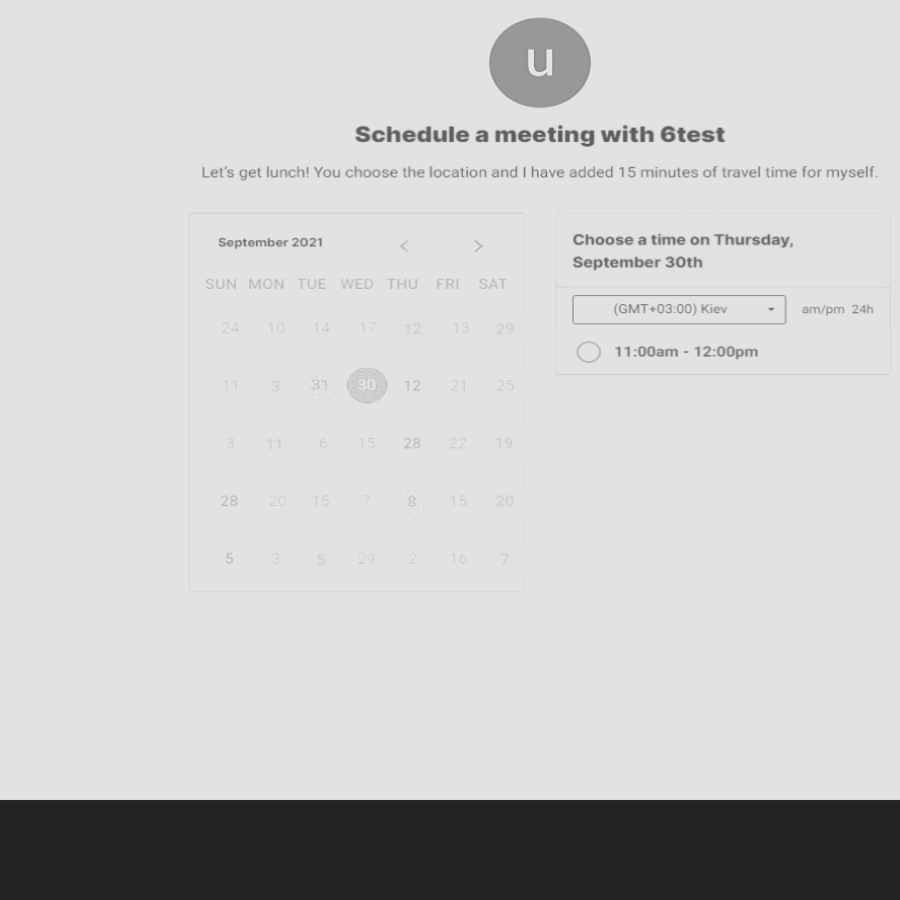 u
Schedule a meeting with 6test
Let's get lunch! You choose the location and I have added 15 minutes of travel time for myself.
September 2021 < >
SUN MON TUE WED THU FRI SAT
24 10 14 17 12 13 29
11 3 31 30 12 21 25
3 11 6 15 28 22 19
28 20 15 7 8 15 20
5 3 5 29 2 16 7
Choose a time on Thursday,
September 30th
(GMT+03:00) Kiev am/pm 24h
11:00am - 12:00pm